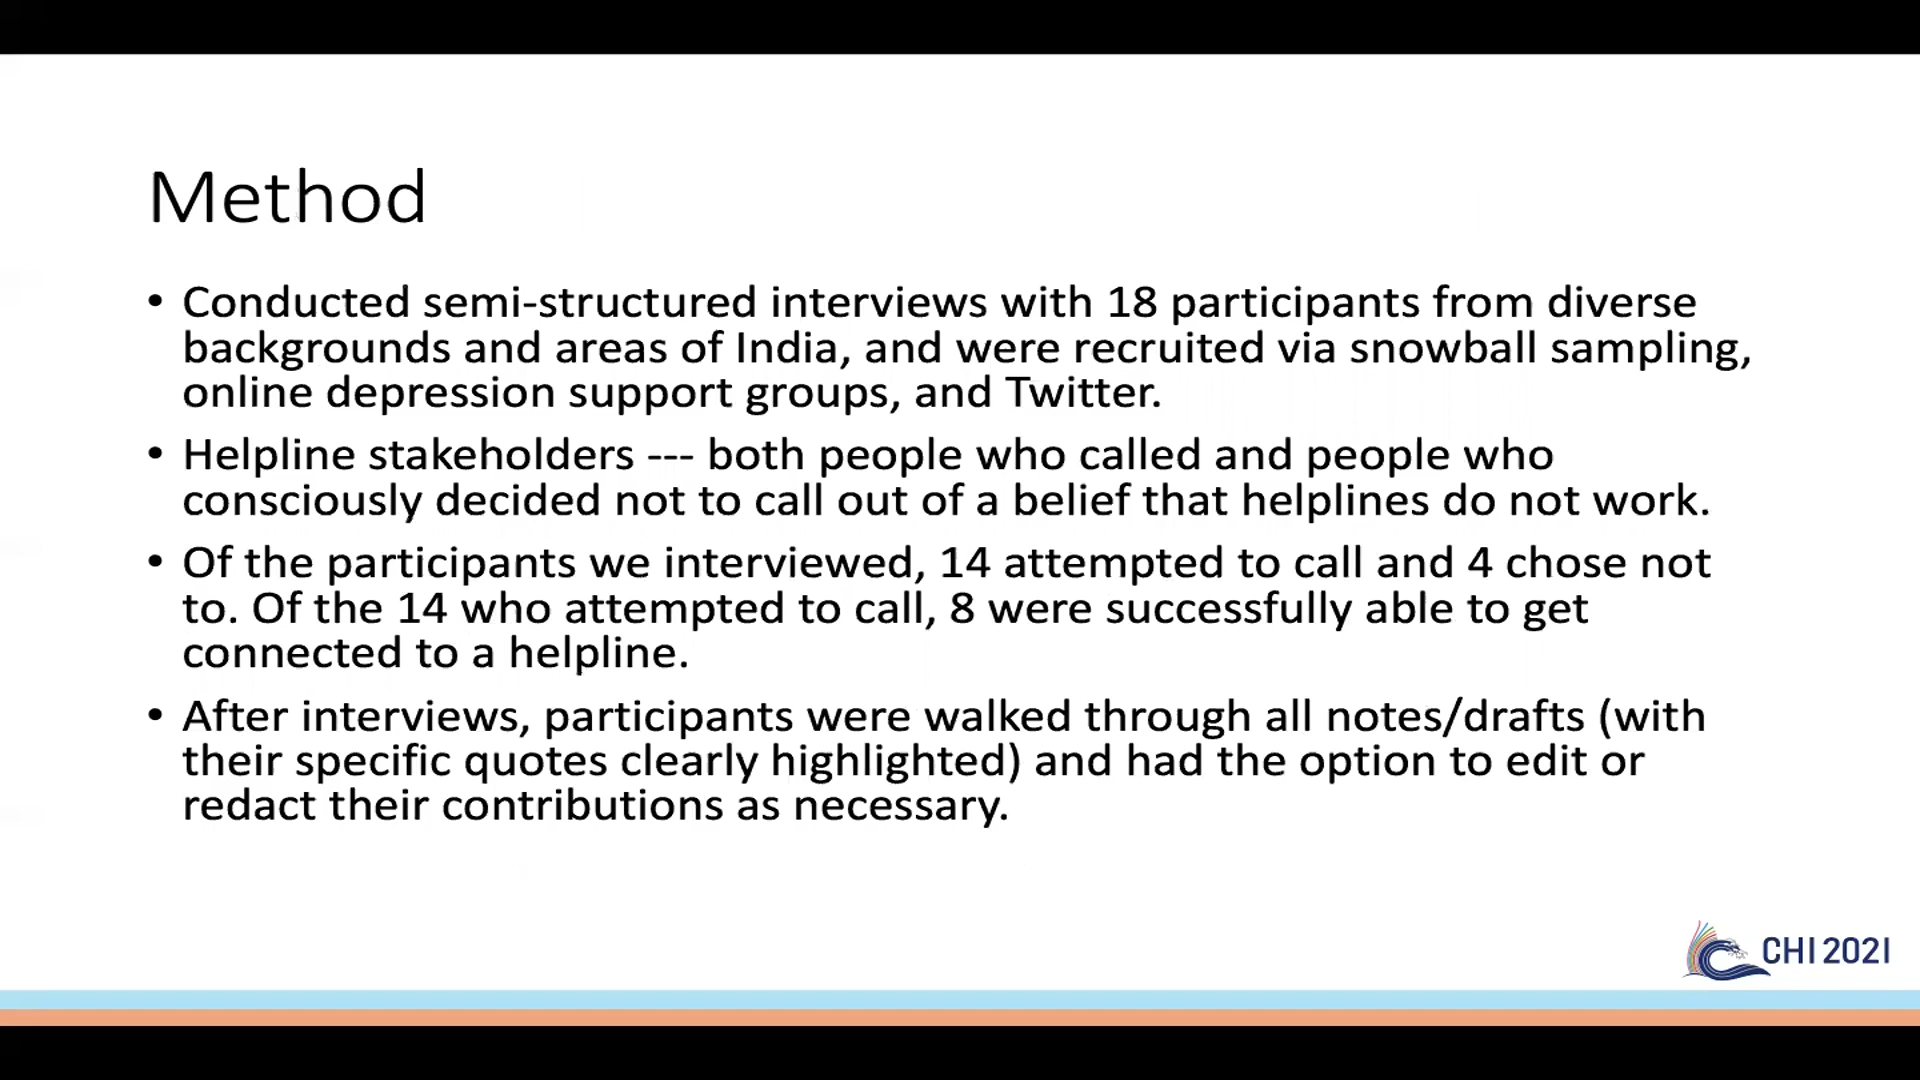 Method
• Conducted semi-structured interviews with 18 participants from diverse
backgrounds and areas of India, and were recruited via snowball sampling,
online depression support groups, and Twitter.
• Helpline stakeholders --- both people who called and people who
consciously decided not to call out of a belief that helplines do not work.
• Of the participants we interviewed, 14 attempted to call and 4 chose not
to. Of the 14 who attempted to call, 8 were successfully able to get
connected to a helpline.
• After interviews, participants were walked through all notes/drafts (with
their specific quotes clearly highlighted) and had the option to edit or
redact their contributions as necessary.
CHI 2021